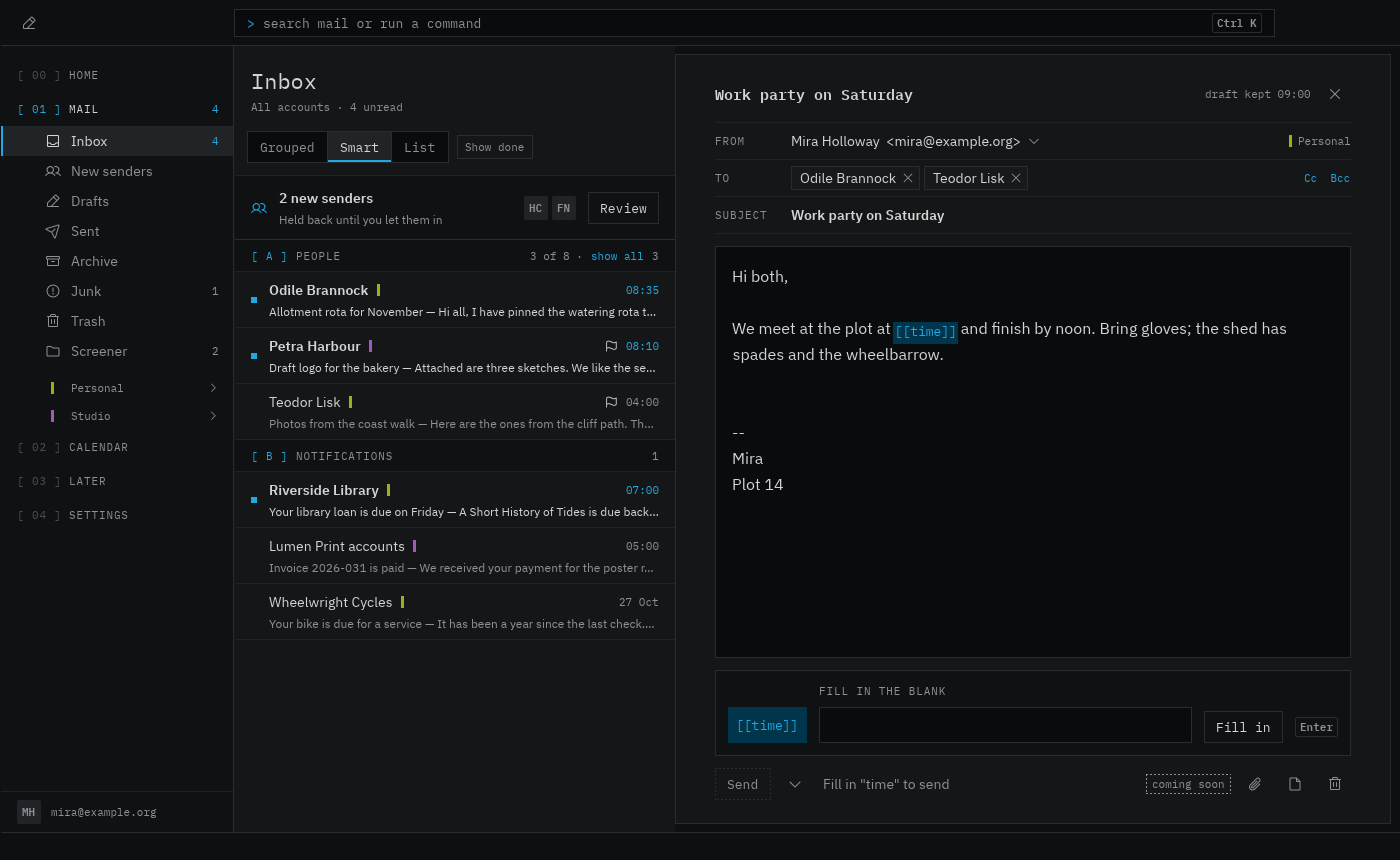 > search mail or run a command Ctrl K
[ 00 ] HOME
[ 01 ] MAIL 4
Inbox 4
New senders
Drafts
Sent
Archive
Junk 1
Trash
Screener 2
Personal
Studio
[ 02 ] CALENDAR
[ 03 ] LATER
[ 04 ] SETTINGS
MH mira@example.org
Inbox
All accounts · 4 unread
Grouped Smart List Show done
2 new senders
Held back until you let them in
HC FN Review
[ A ] PEOPLE 3 of 8 · show all 3
Odile Brannock 08:35
Allotment rota for November — Hi all, I have pinned the watering rota t…
Petra Harbour 08:10
Draft logo for the bakery — Attached are three sketches. We like the se…
Teodor Lisk 04:00
Photos from the coast walk — Here are the ones from the cliff path. Th…
[ B ] NOTIFICATIONS 1
Riverside Library 07:00
Your library loan is due on Friday — A Short History of Tides is due back…
Lumen Print accounts 05:00
Invoice 2026-031 is paid — We received your payment for the poster r…
Wheelwright Cycles 27 Oct
Your bike is due for a service — It has been a year since the last check.…
Work party on Saturday draft kept 09:00
FROM Mira Holloway <mira@example.org> Personal
TO Odile Brannock Teodor Lisk Cc Bcc
SUBJECT Work party on Saturday
Hi both,
We meet at the plot at [[time]] and finish by noon. Bring gloves; the shed has
spades and the wheelbarrow.
--
Mira
Plot 14
FILL IN THE BLANK
[[time]] Fill in Enter
Send Fill in "time" to send coming soon